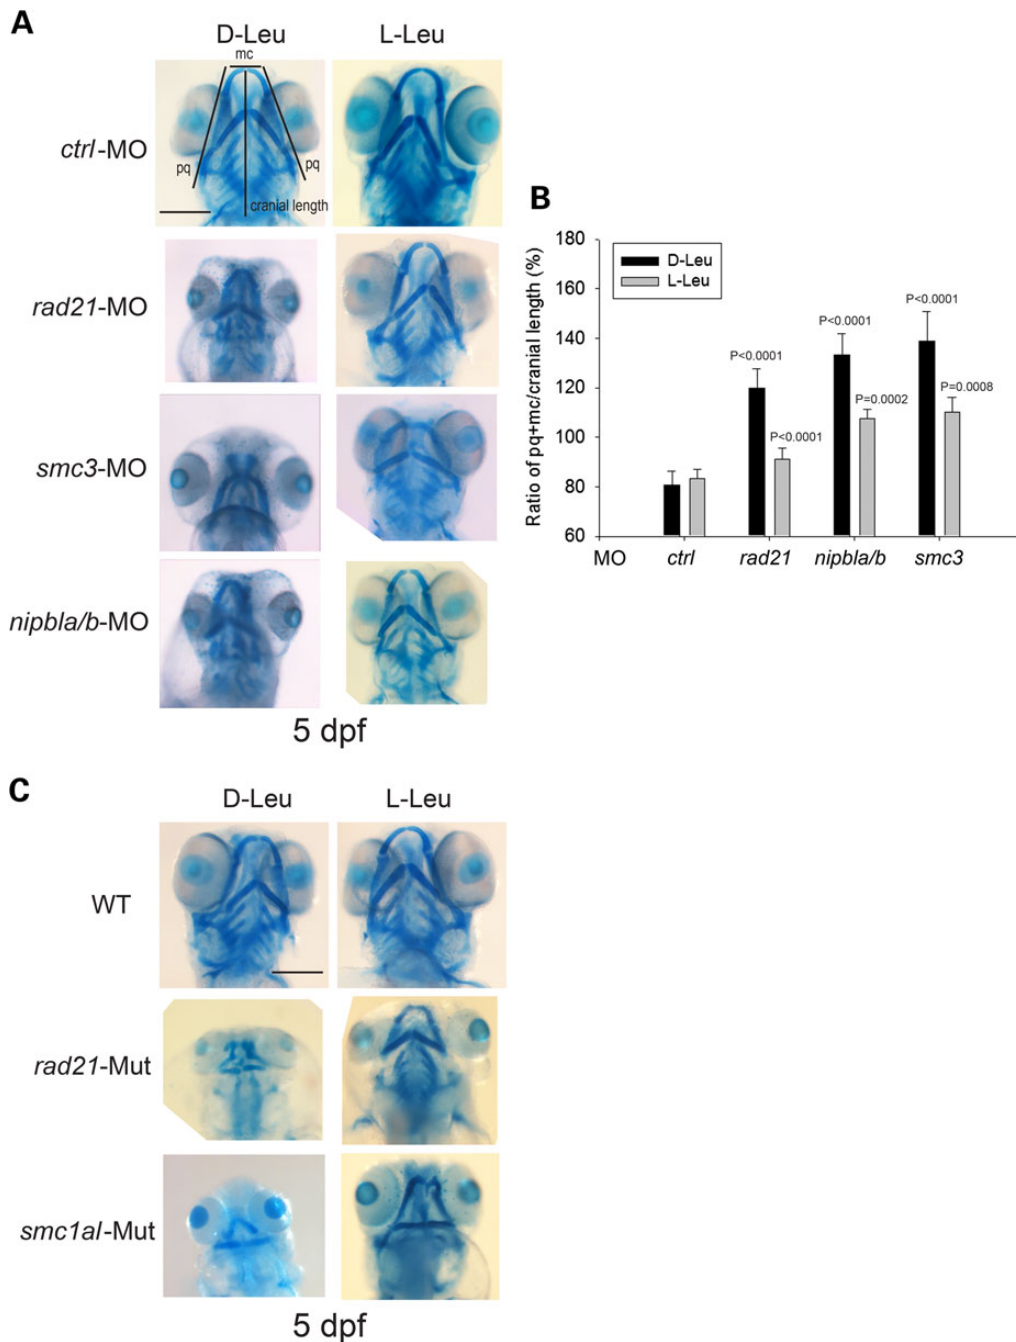 A
D-Leu
L-Leu
mc
ctrl-MO
pq
pq
cranial length
rad21-MO
smc3-MO
nipbla/b-MO
5 dpf
B
Ratio of pq+mc/cranial length (%)
180
160
140
120
100
80
60
D-Leu
L-Leu
P<0.0001
P<0.0001
P<0.0001
P=0.0002
P<0.0001
P=0.0008
MO ctrl rad21 nipbla/b smc3
C
D-Leu
L-Leu
WT
rad21-Mut
smc1al-Mut
5 dpf